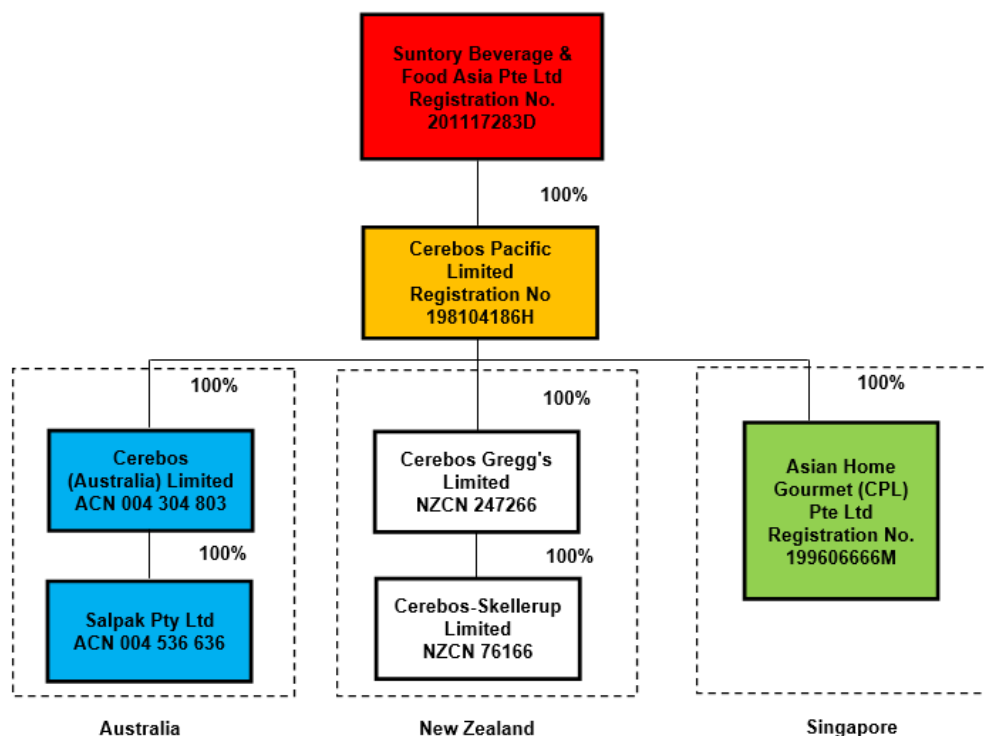 Suntory Beverage &
Food Asia Pte Ltd
Registration No.
201117283D
100%
Cerebos Pacific
Limited
Registration No
198104186H
100%
100%
100%
Cerebos
(Australia) Limited
ACN 004 304 803
Cerebos Gregg's
Limited
NZCN 247266
Asian Home
Gourmet (CPL)
Pte Ltd
Registration No.
199606666M
100%
100%
Salpak Pty Ltd
ACN 004 536 636
Cerebos-Skellerup
Limited
NZCN 76166
Australia
New Zealand
Singapore